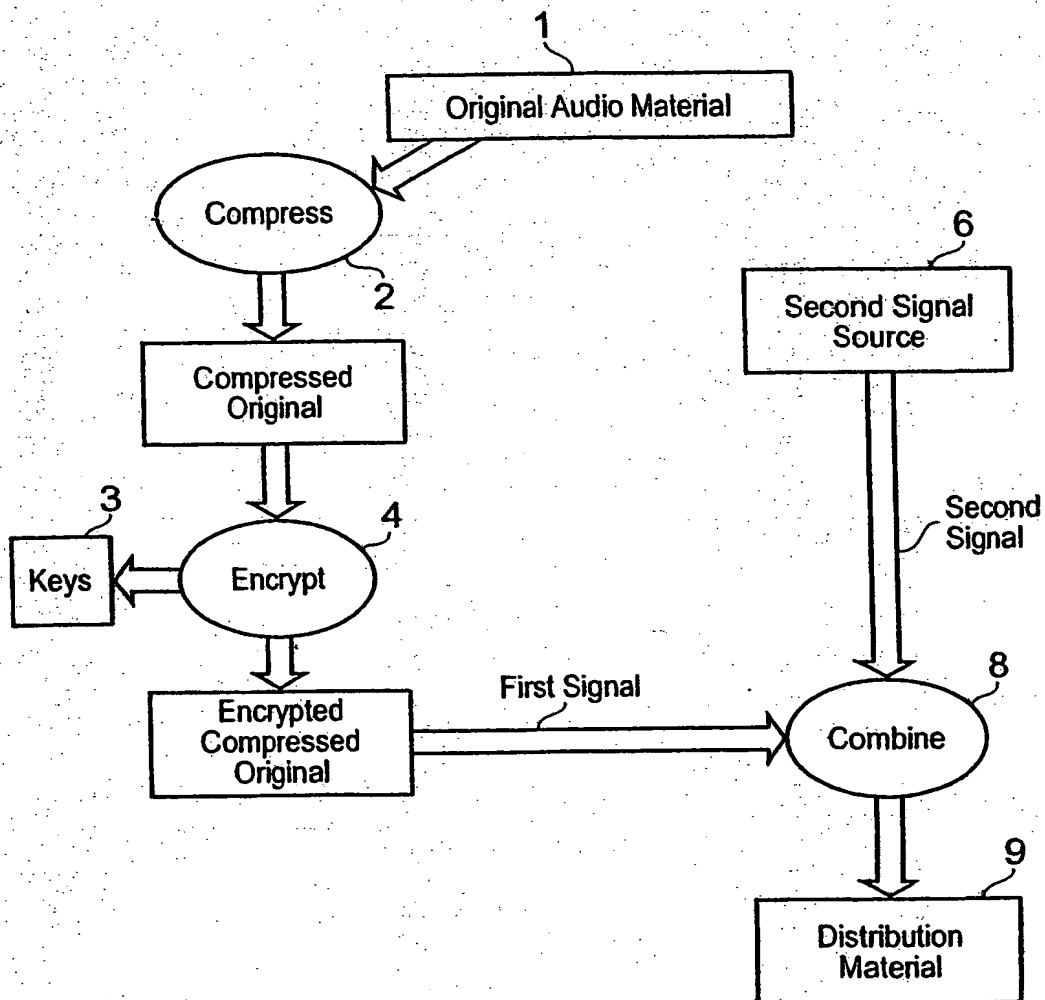 1
Original Audio Material
Compress
2
6
Second Signal
Source
Compressed
Original
3
Keys
4
Encrypt
Second
Signal
First Signal
Encrypted
Compressed
Original
8
Combine
9
Distribution
Material